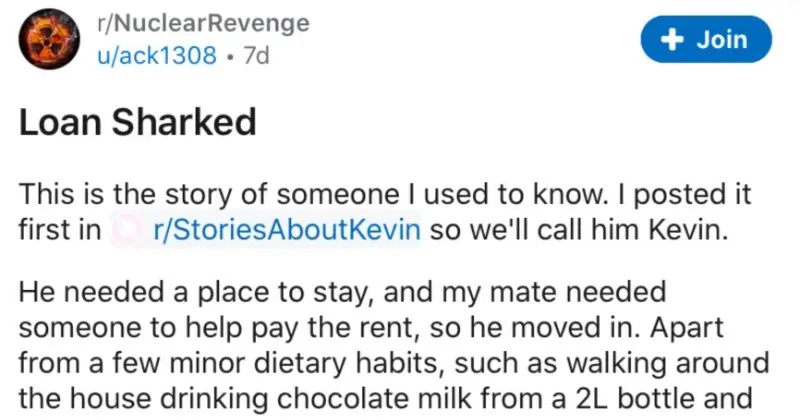 r/NuclearRevenge
u/ack1308 • 7d
+ Join
Loan Sharked
This is the story of someone I used to know. I posted it
first in r/StoriesAboutKevin so we'll call him Kevin.
He needed a place to stay, and my mate needed
someone to help pay the rent, so he moved in. Apart
from a few minor dietary habits, such as walking around
the house drinking chocolate milk from a 2L bottle and